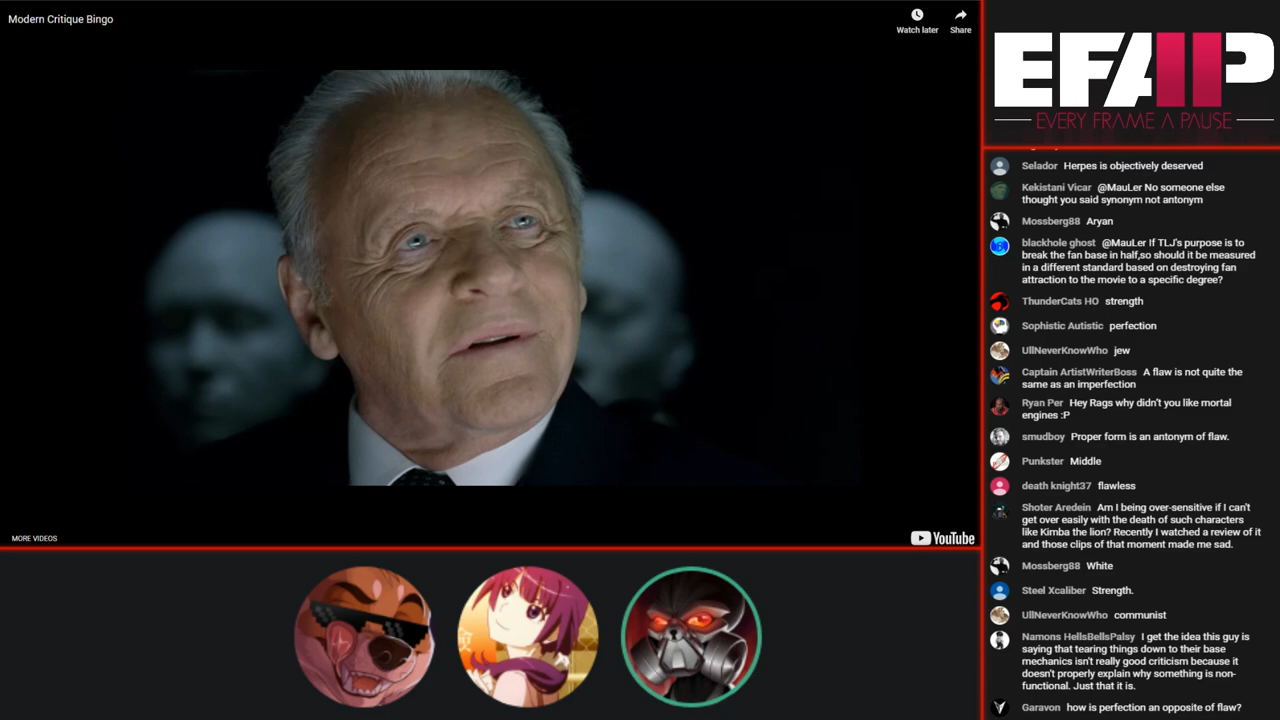 Modern Critique Bingo
Watch later
Share
MORE VIDEOS
YouTube
EFAP
EVERY FRAME A PAUSE
Selador Herpes is objectively deserved
Kekistani Vicar @MauLer No someone else
thought you said synonym not antonym
Mossberg88 Aryan
blackhole ghost @MauLer If TLJ's purpose is to
break the fan base in half,so should it be measured
in a different standard based on destroying fan
attraction to the movie to a specific degree?
ThunderCats HO strength
Sophistic Autistic perfection
UllNeverKnowWho jew
Captain ArtistWriterBoss A flaw is not quite the
same as an imperfection
Ryan Per Hey Rags why didn't you like mortal
engines :P
smudboy Proper form is an antonym of flaw.
Punkster Middle
death knight37 flawless
Shoter Aredein Am I being over-sensitive if I can't
get over easily with the death of such characters
like Kimba the lion? Recently I watched a review of it
and those clips of that moment made me sad.
Mossberg88 White
Steel Xcaliber Strength.
UllNeverKnowWho communist
Namons HellsBellsPalsy I get the idea this guy is
saying that tearing things down to their base
mechanics isn't really good criticism because it
doesn't properly explain why something is non-
functional. Just that it is.
Garavon how is perfection an opposite of flaw?